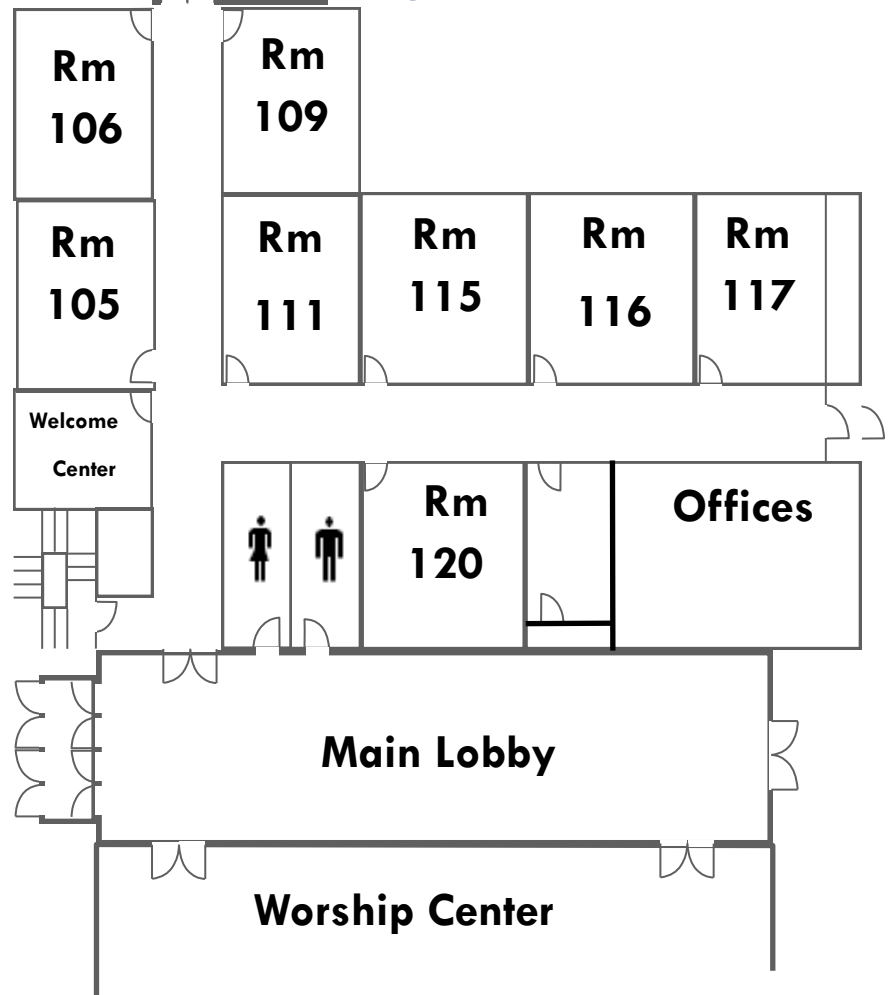 Rm
106
Rm
109
Rm
105
Rm
111
Rm
115
Rm
116
Rm
117
Welcome
Center
Rm
120
Offices
Main Lobby
Worship Center